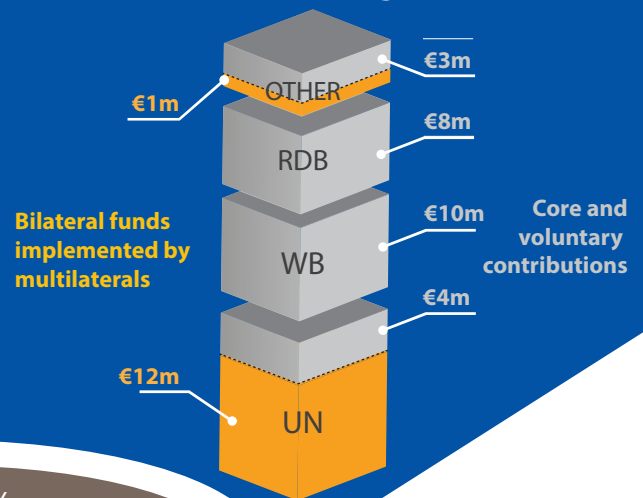 €3m
OTHER
€1m
€8m
RDB
€10m
Bilateral funds
implemented by
multilaterals
Core and
voluntary
contributions
WB
€4m
€12m
UN